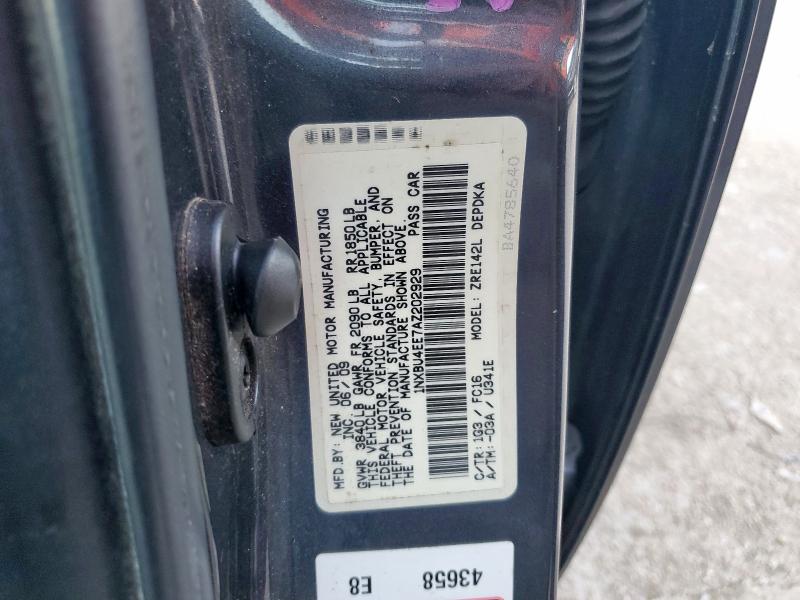 MFD.BY: NEW UNITED MOTOR MANUFACTURING
INC. 06/09
GVWR 3840LB GAWR FR 2090LB RR1850LB
THIS VEHICLE CONFORMS TO ALL APPLICABLE
FEDERAL MOTOR VEHICLE SAFETY, BUMPER, AND
THEFT PREVENTION STANDARDS IN EFFECT ON
THE DATE OF MANUFACTURE SHOWN ABOVE.
1NXBU4EE7AZ202929 PASS CAR
MODEL: ZRE142L DEPDKA
C/TR: 1G3 / FC16
A/TM: -03A / U341E
BA4785640
43658
E8